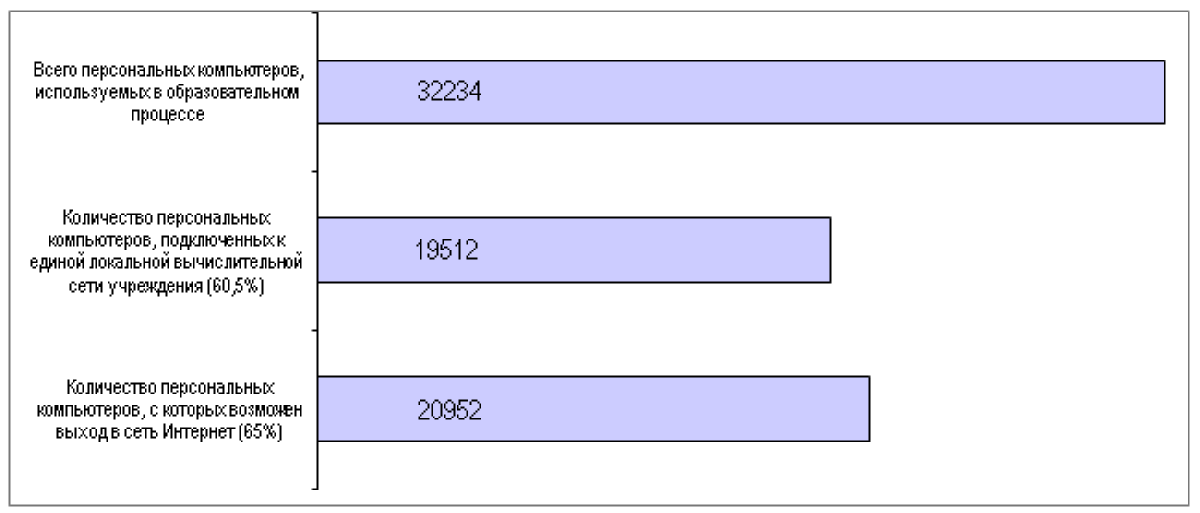 Всего персональных компьютеров,
используемых в образовательном
процессе
32234
Количество персональных
компьютеров, подключенных к
единой локальной вычислительной
сети учреждения (60,5%)
19512
Количество персональных
компьютеров, с которых возможен
выход в сеть Интернет (65%)
20952